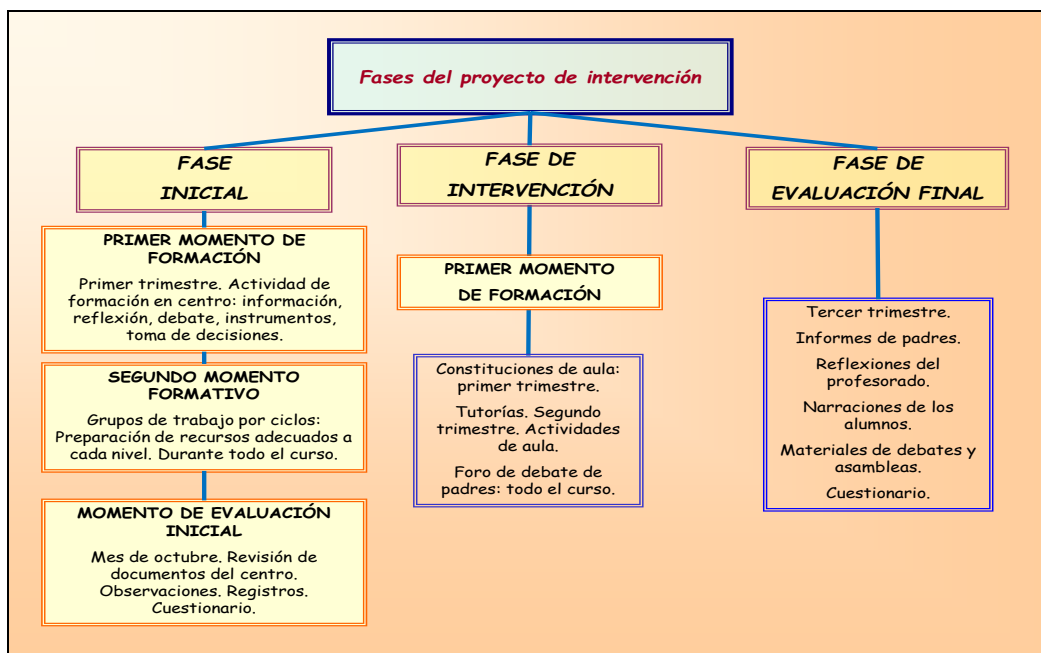 Fases del proyecto de intervención
FASE
INICIAL
PRIMER MOMENTO DE
FORMACIÓN
Primer trimestre. Actividad de
formación en centro: información,
reflexión, debate, instrumentos,
toma de decisiones.
SEGUNDO MOMENTO
FORMATIVO
Grupos de trabajo por ciclos:
Preparación de recursos adecuados a
cada nivel. Durante todo el curso.
MOMENTO DE EVALUACIÓN
INICIAL
Mes de octubre. Revisión de
documentos del centro.
Observaciones. Registros.
Cuestionario.
FASE DE
INTERVENCIÓN
PRIMER MOMENTO
DE FORMACIÓN
Constituciones de aula:
primer trimestre.
Tutorías. Segundo
trimestre. Actividades
de aula.
Foro de debate de
padres: todo el curso.
FASE DE
EVALUACIÓN FINAL
Tercer trimestre.
Informes de padres.
Reflexiones del
profesorado.
Narraciones de los
alumnos.
Materiales de debates y
asambleas.
Cuestionario.